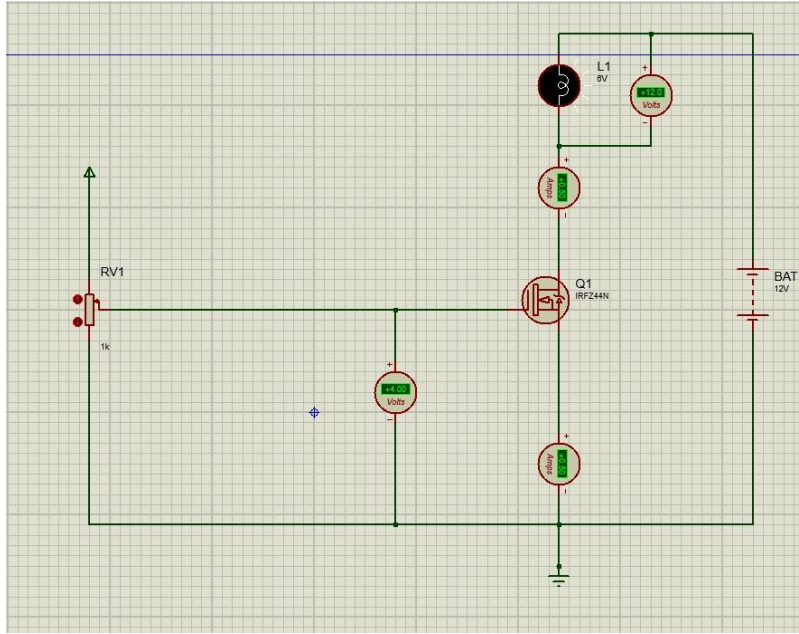 L1
6V
+12.0
Volts
Amps
RV1
1k
Q1
IRFZ44N
BAT
12V
+4.00
Volts
Amps